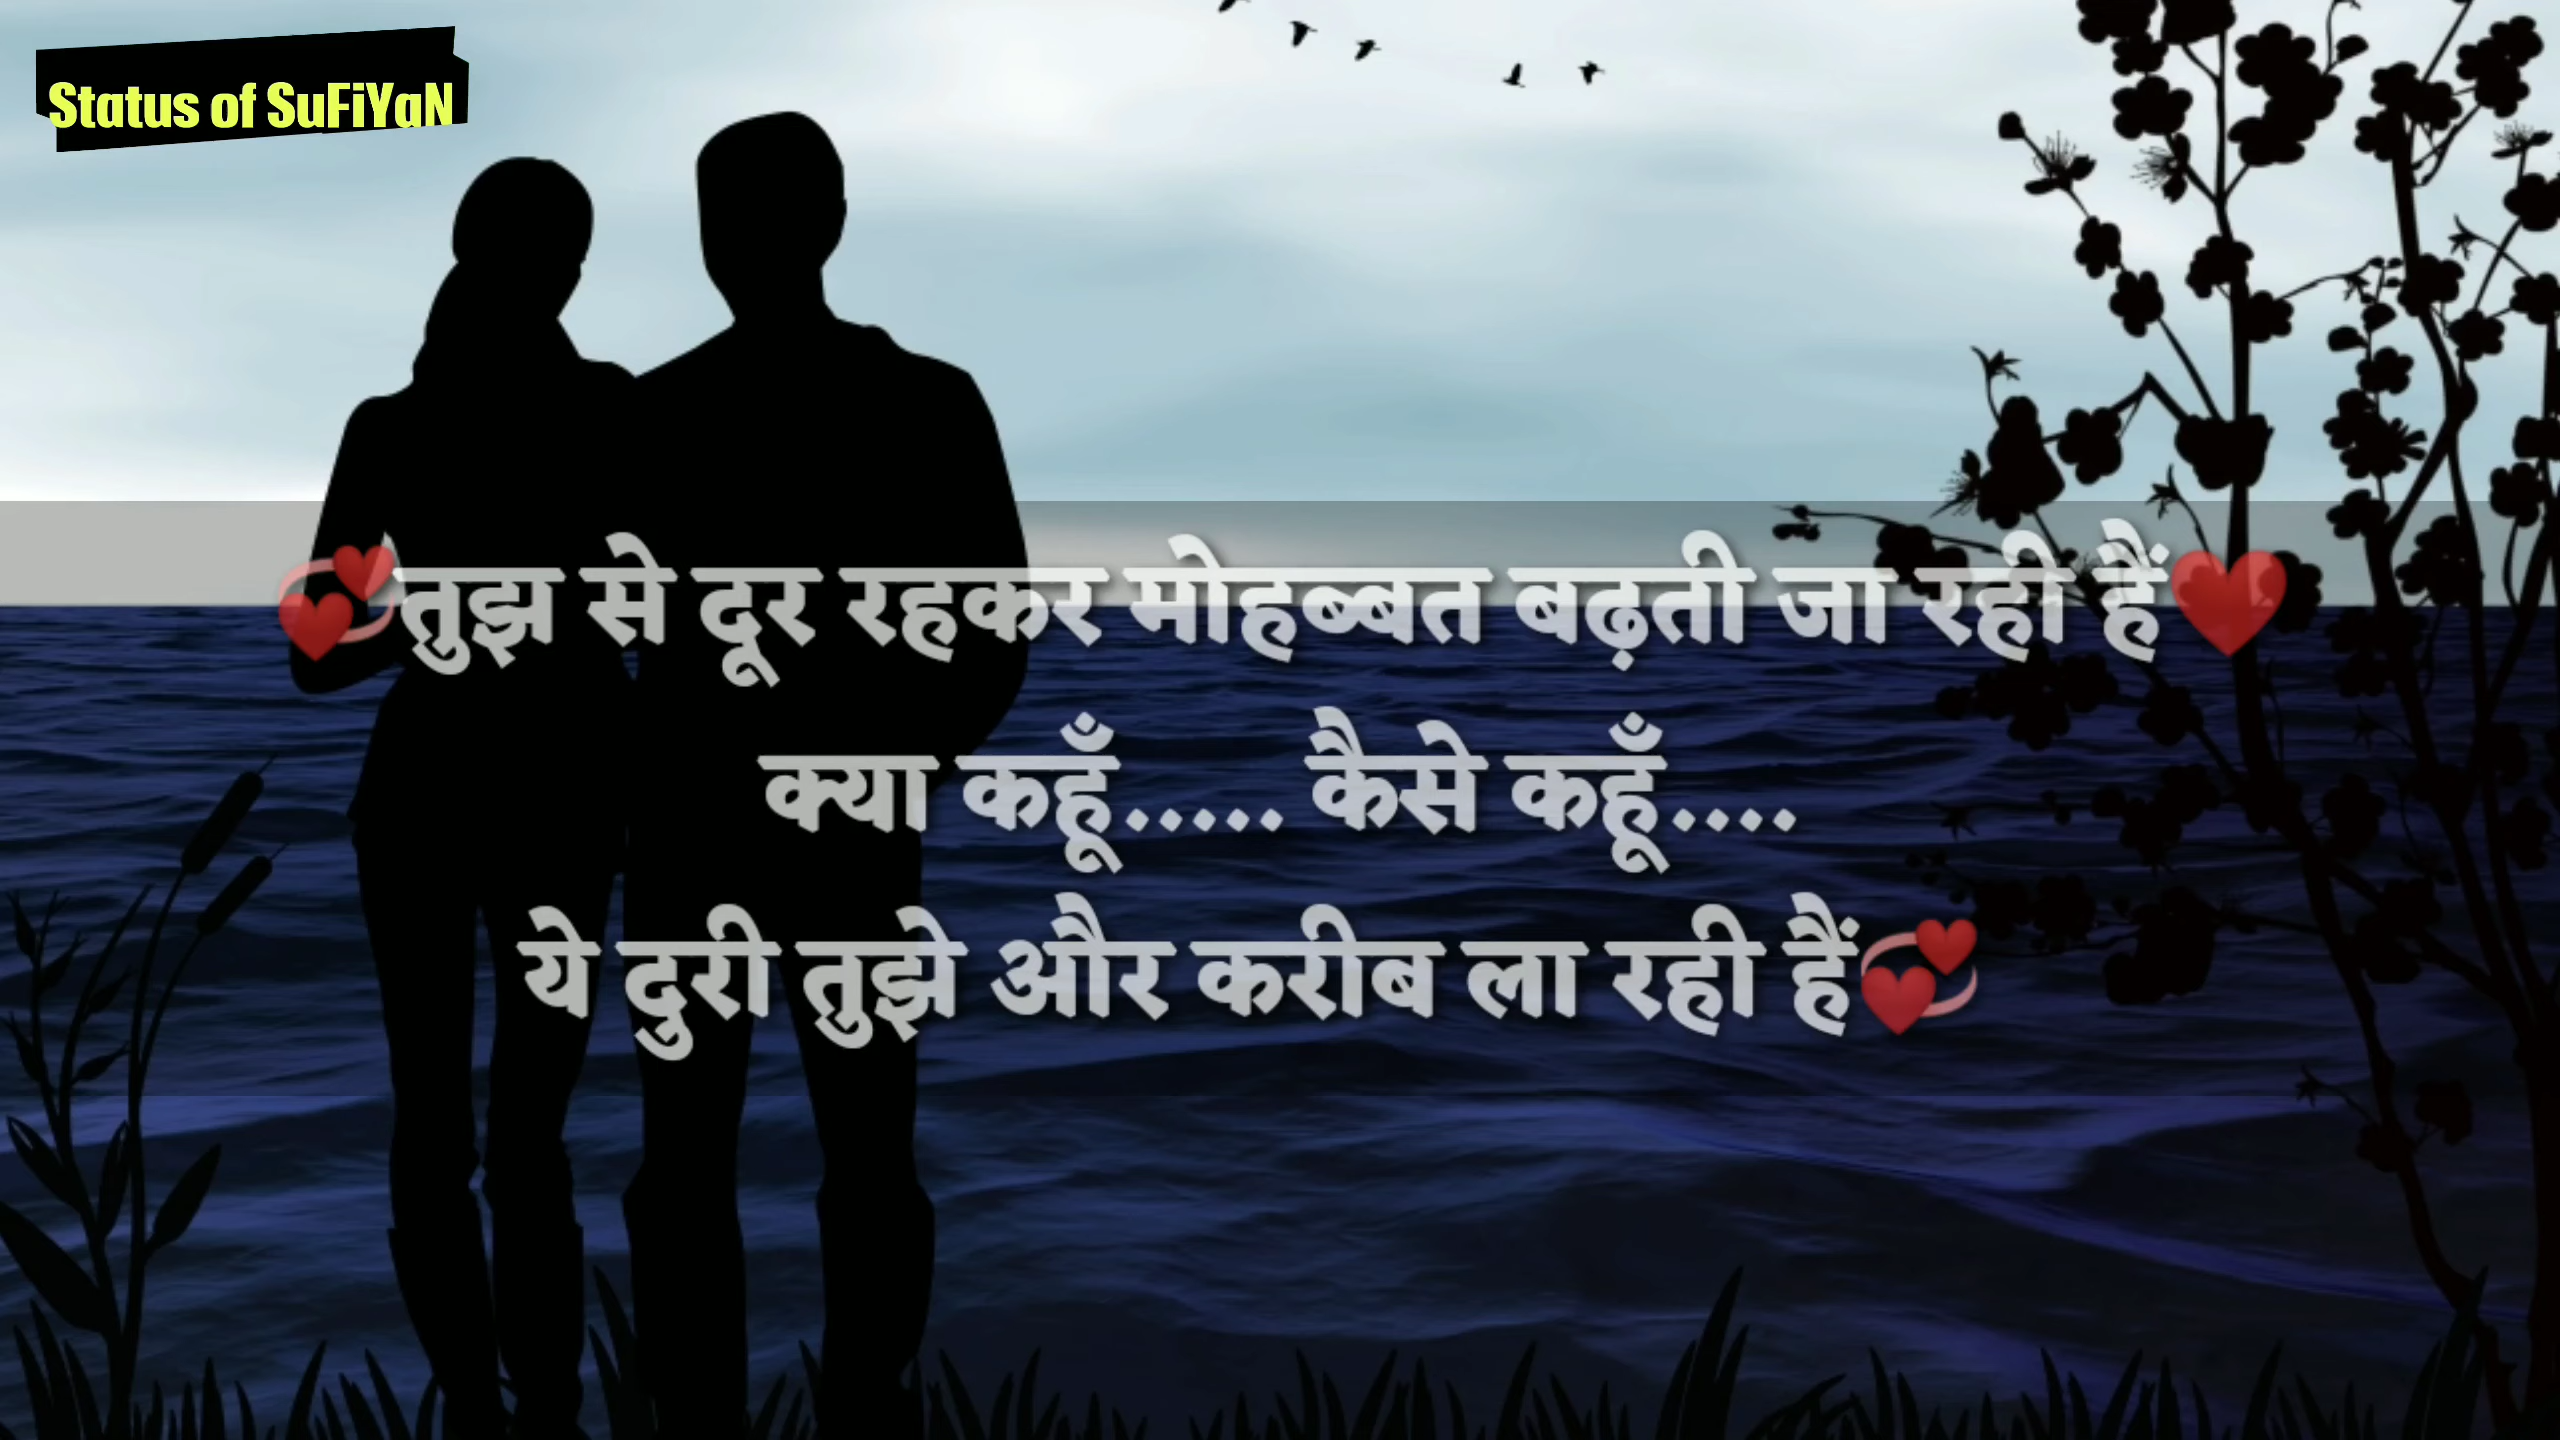 Status of SuFiYaN
💞तुझ से दूर रहकर मोहब्बत बढ़ती जा रही हैं❤️
क्या कहूँ..... कैसे कहूँ....
ये दुरी तुझे और करीब ला रही हैं💞